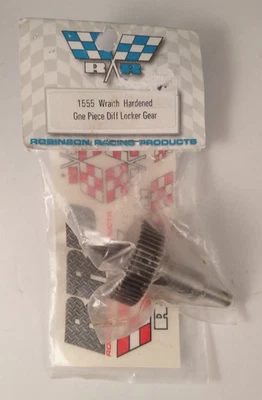 R/R
1555 Wraith Hardened
One Piece Diff Locker Gear
ROBINSON RACING PRODUCTS
RRP